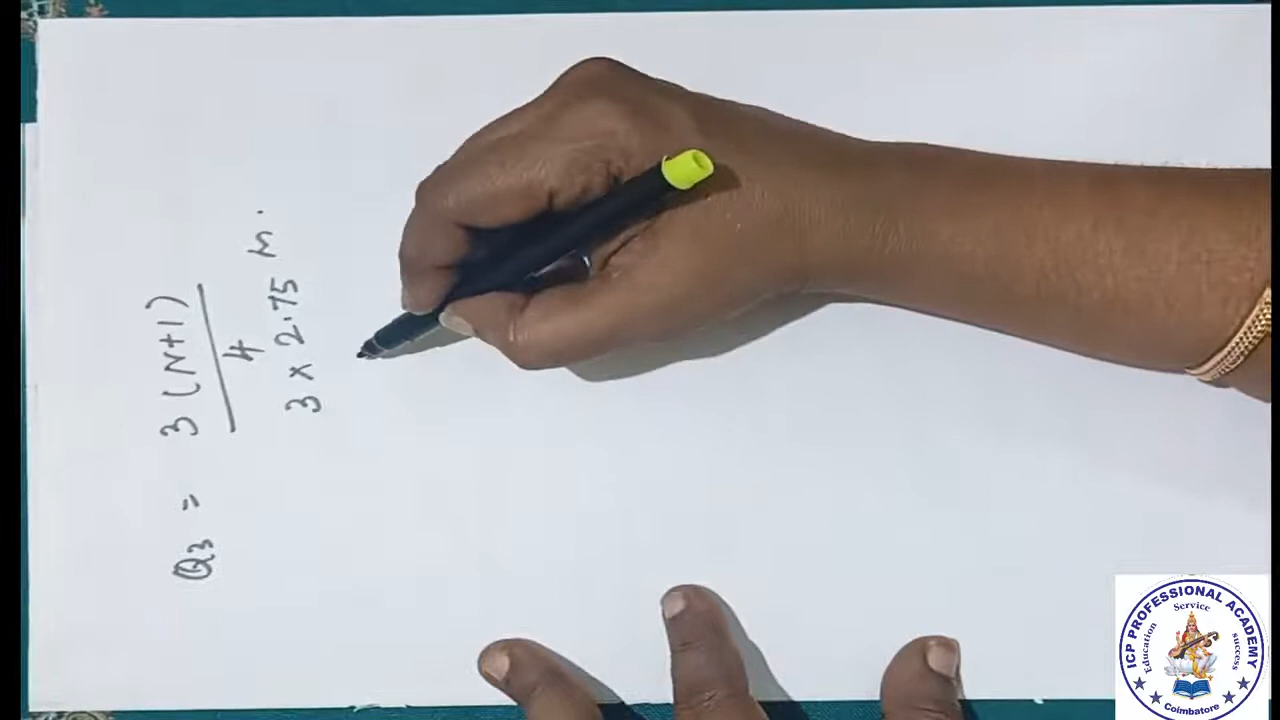 Q3 = 3 (N+1)
4
3 x 2.75
ICP PROFESSIONAL ACADEMY
Service
Education
success
Coimbatore